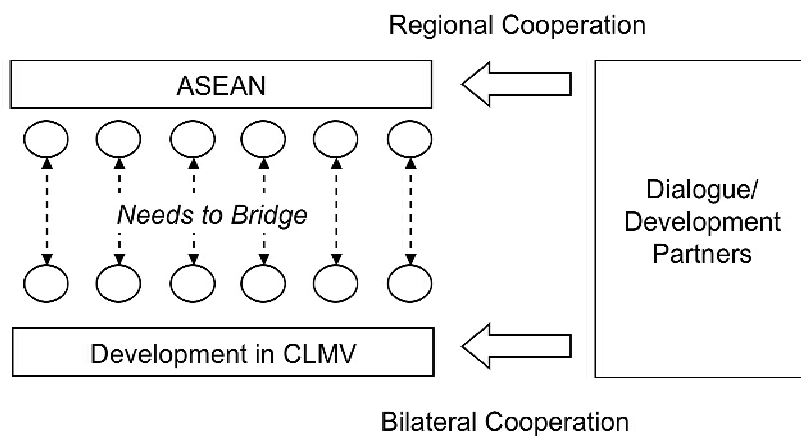 Regional Cooperation
ASEAN
Needs to Bridge
Dialogue/
Development
Partners
Development in CLMV
Bilateral Cooperation